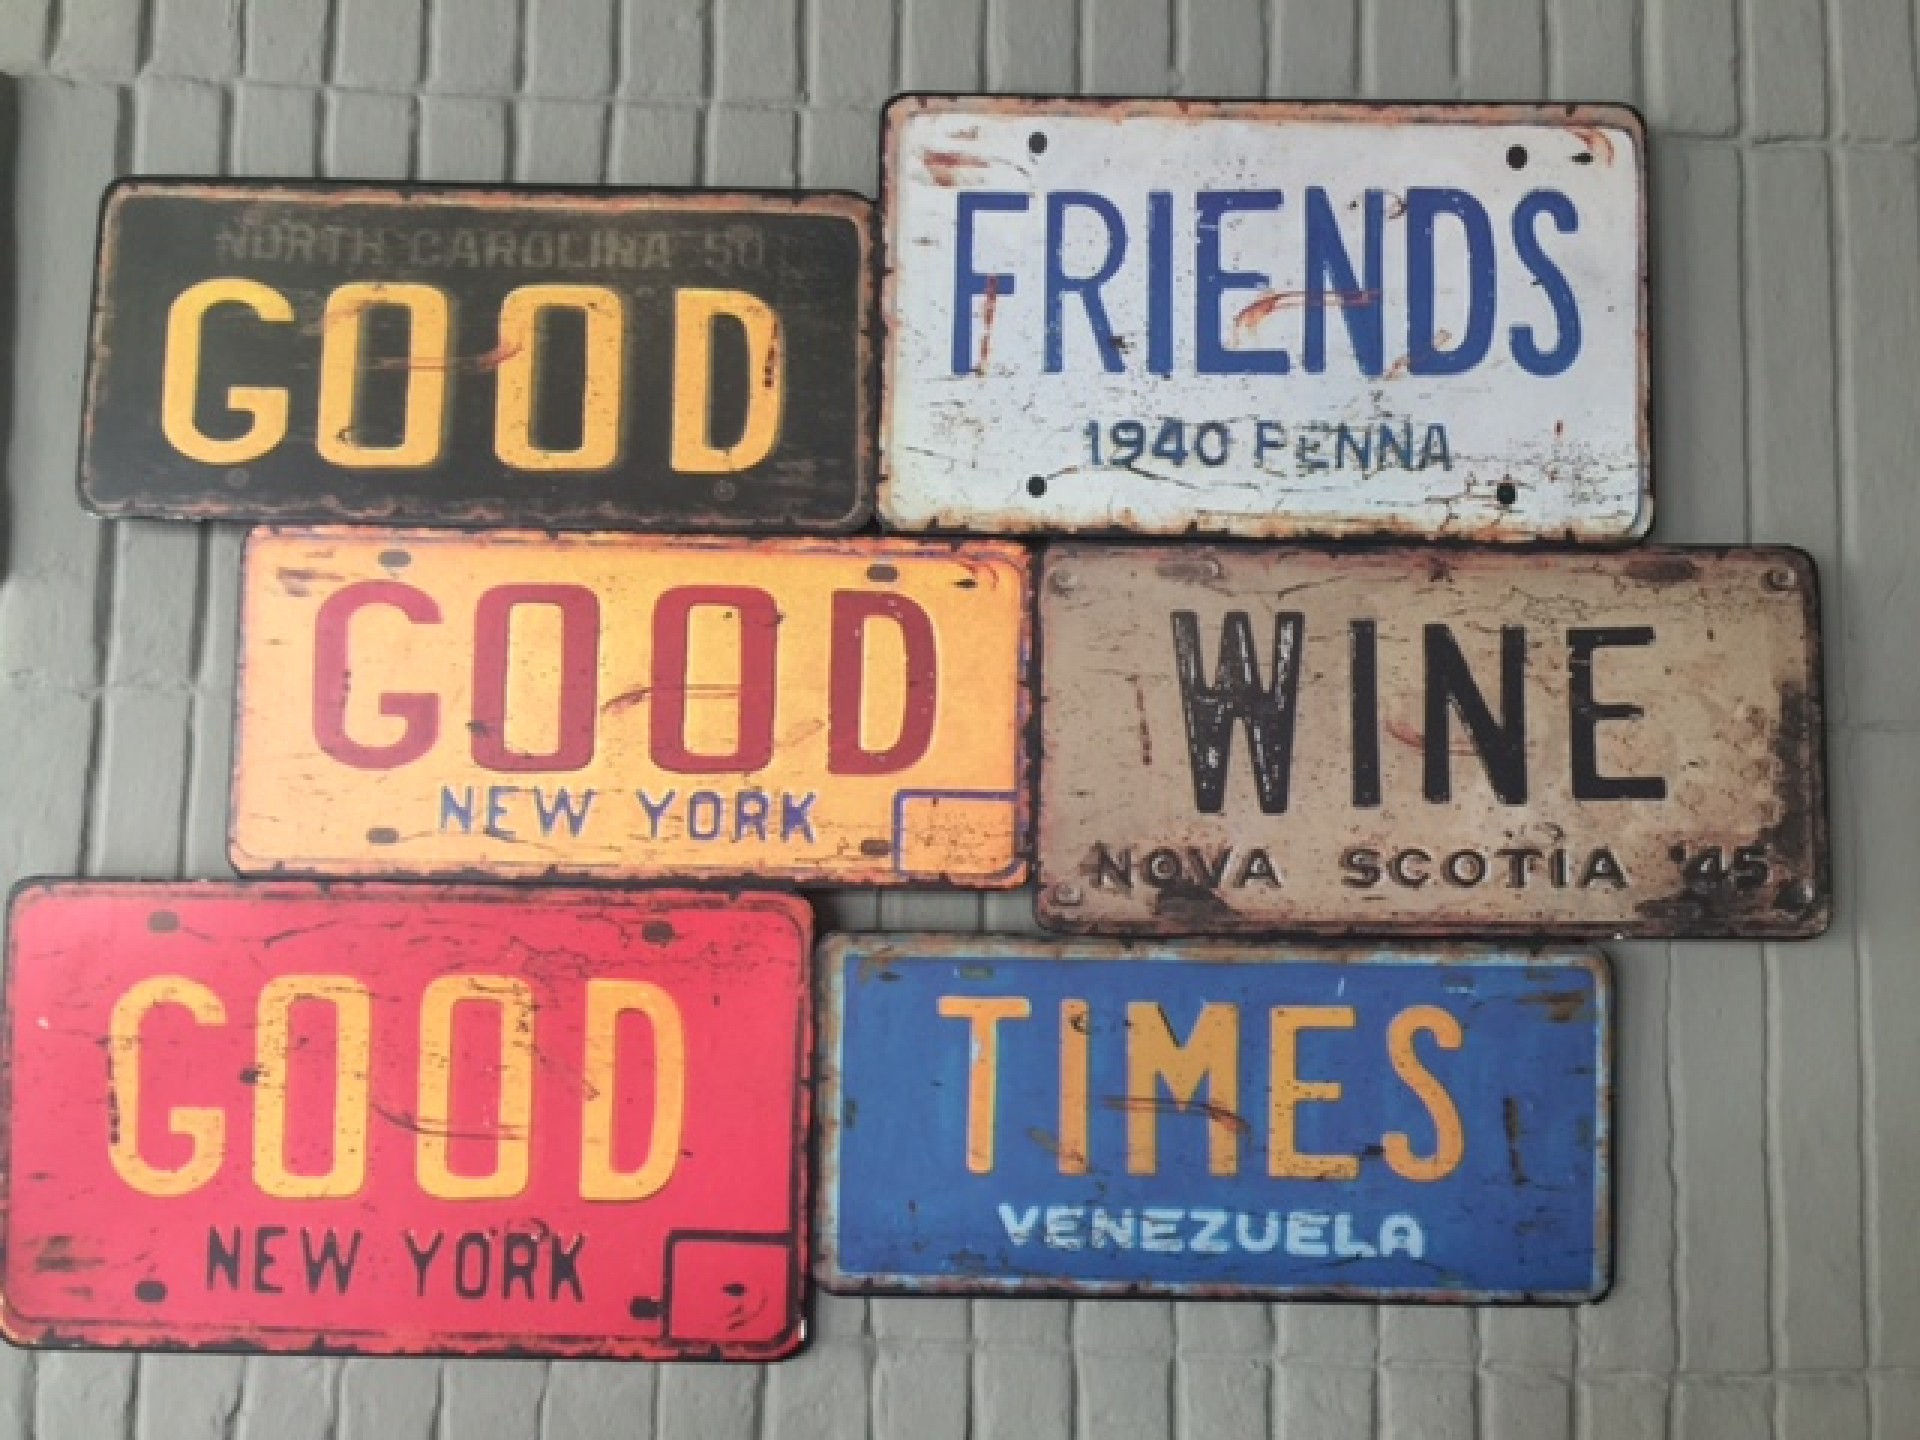 NORTH CAROLINA 50
GOOD
FRIENDS
1940 PENNA
GOOD
NEW YORK
WINE
NOVA SCOTIA '45
GOOD
NEW YORK
TIMES
VENEZUELA